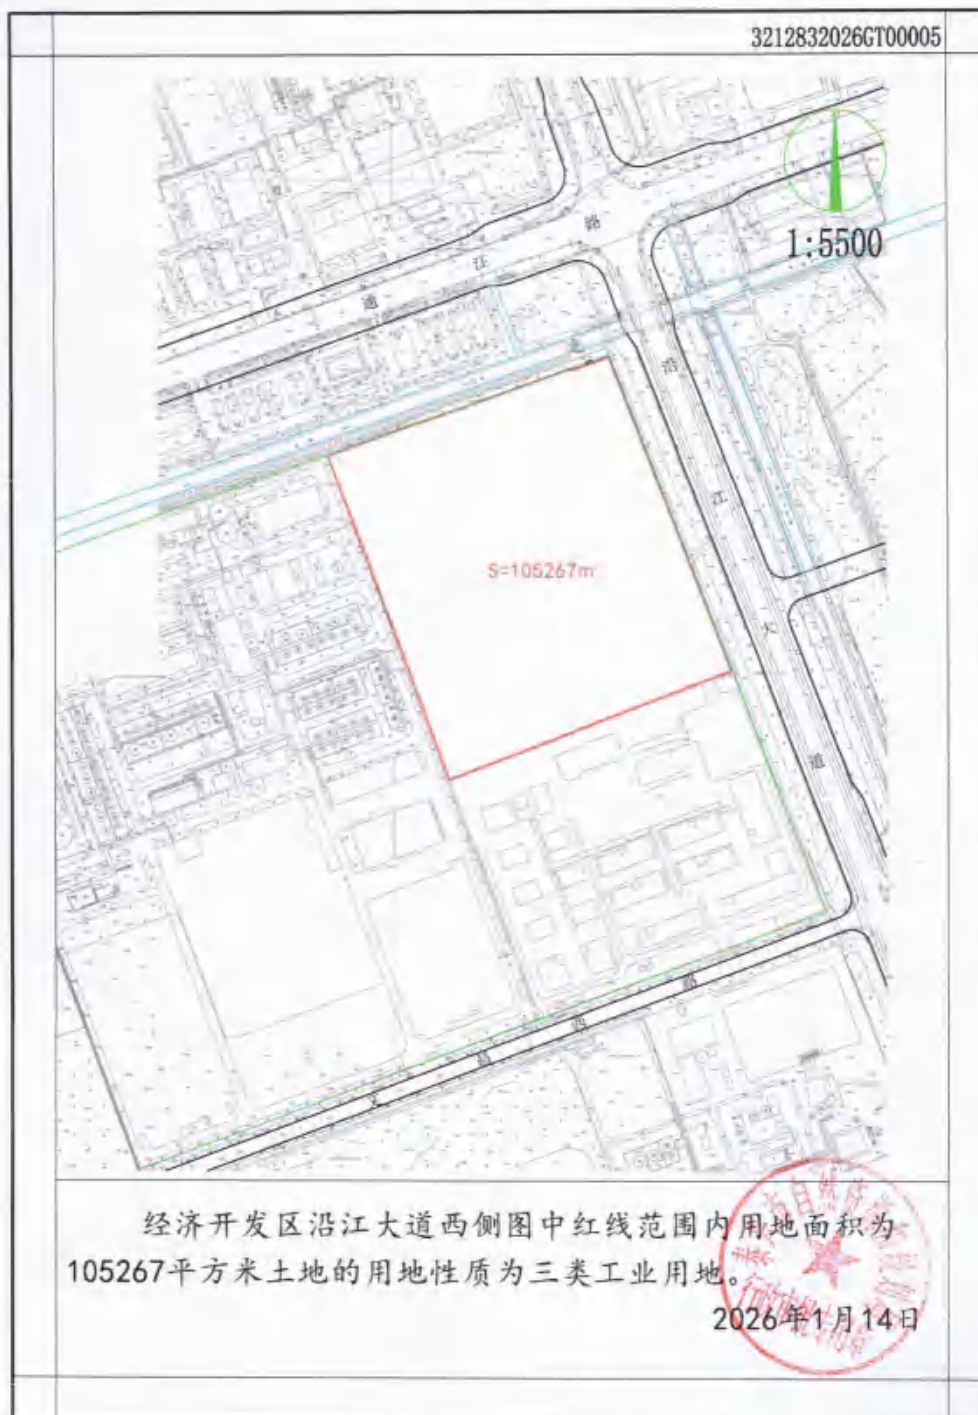 3212832026GT00005
1:5500
通江路
沿江大道
S=105267㎡
经济开发区沿江大道西侧图中红线范围内用地面积为
105267平方米土地的用地性质为三类工业用地。
2026年1月14日